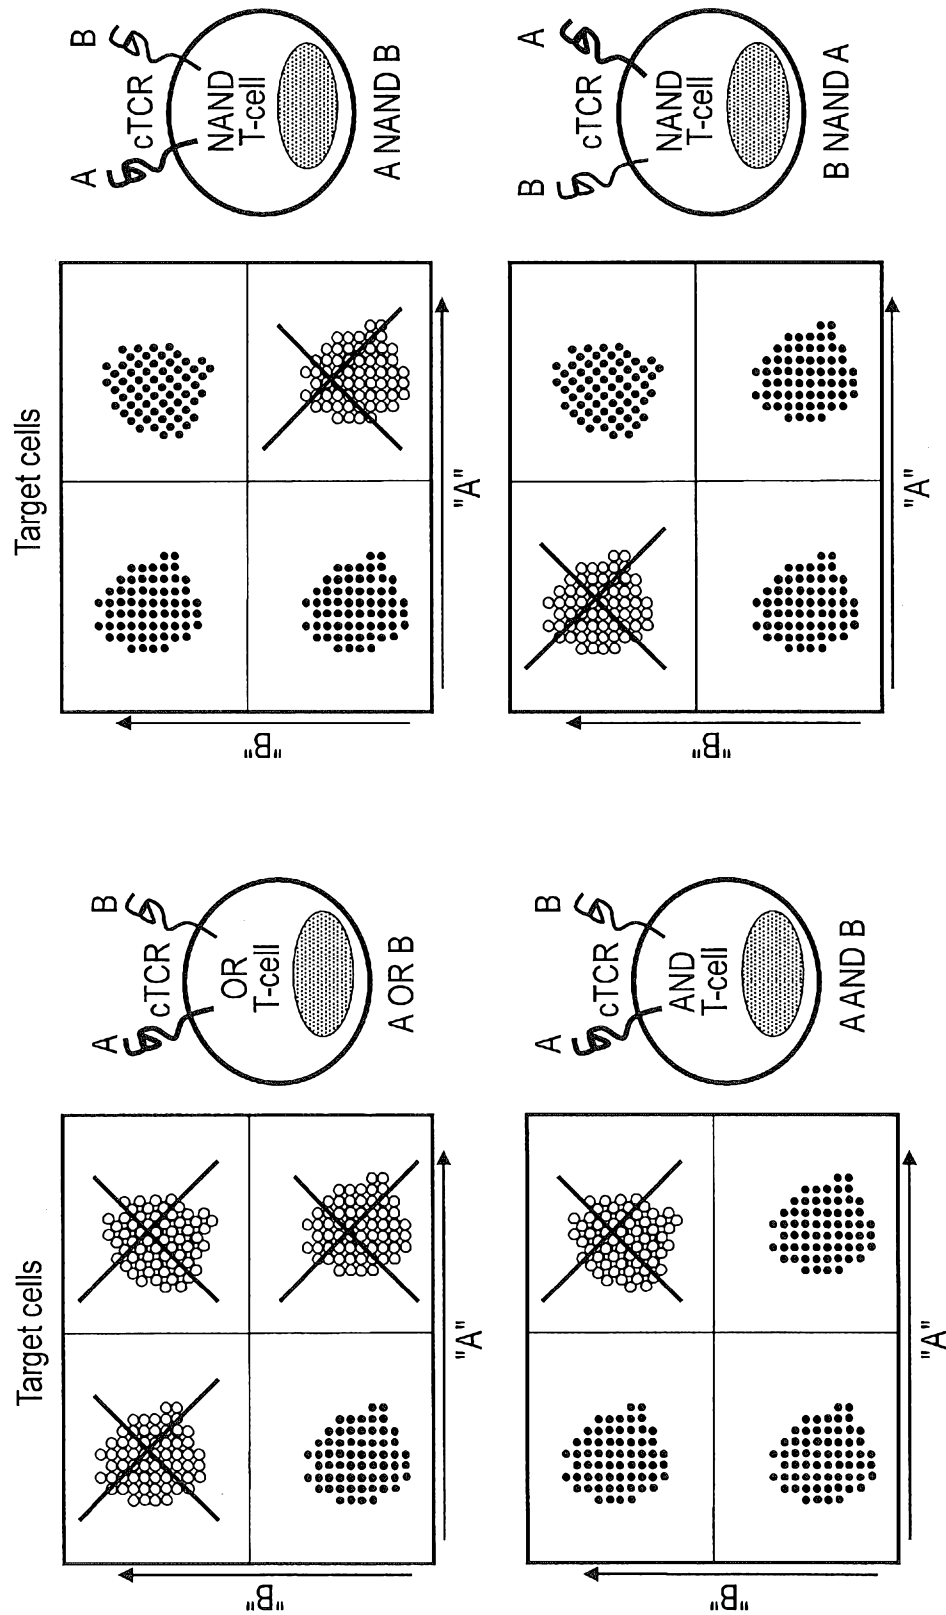 Target cells
"B"
"A"
A
B
cTCR
OR
T-cell
A OR B
"B"
"A"
A
B
cTCR
AND
T-cell
A AND B
Target cells
"B"
"A"
A
B
cTCR
NAND
T-cell
A NAND B
"B"
"A"
B
A
cTCR
NAND
T-cell
B NAND A